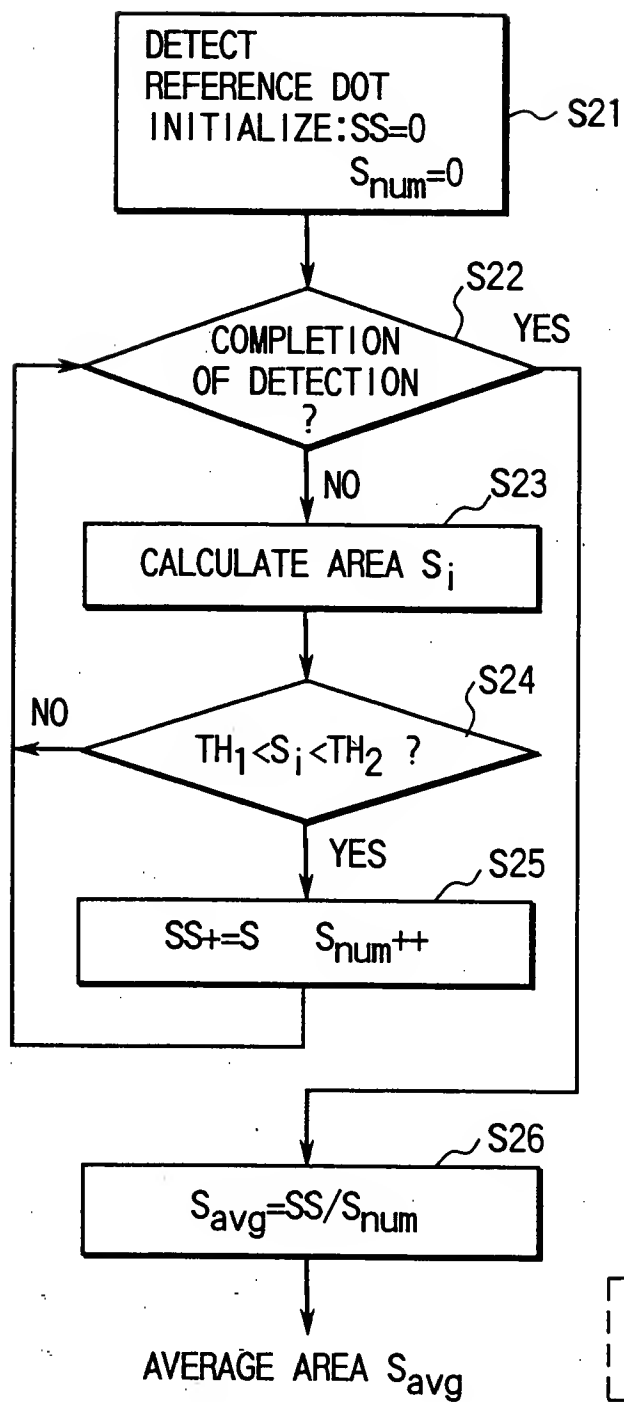 DETECT
REFERENCE DOT
INITIALIZE:SS=0
S_num=0
S21
S22
YES
COMPLETION
OF DETECTION
?
NO
S23
CALCULATE AREA S_i
S24
NO
TH_1<S_i<TH_2 ?
YES
S25
SS+=S S_num++
S26
S_avg=SS/S_num
AVERAGE AREA S_avg